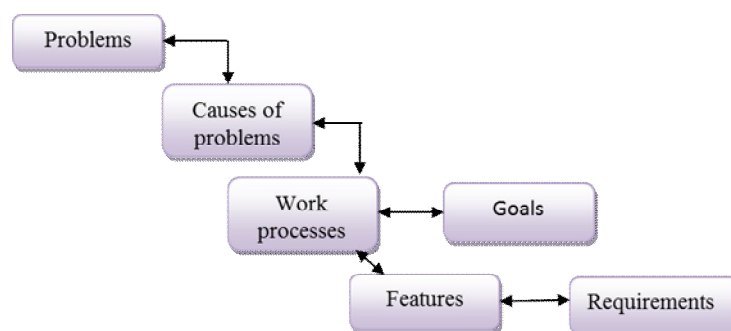 Problems
Causes of
problems
Work
processes
Goals
Features
Requirements